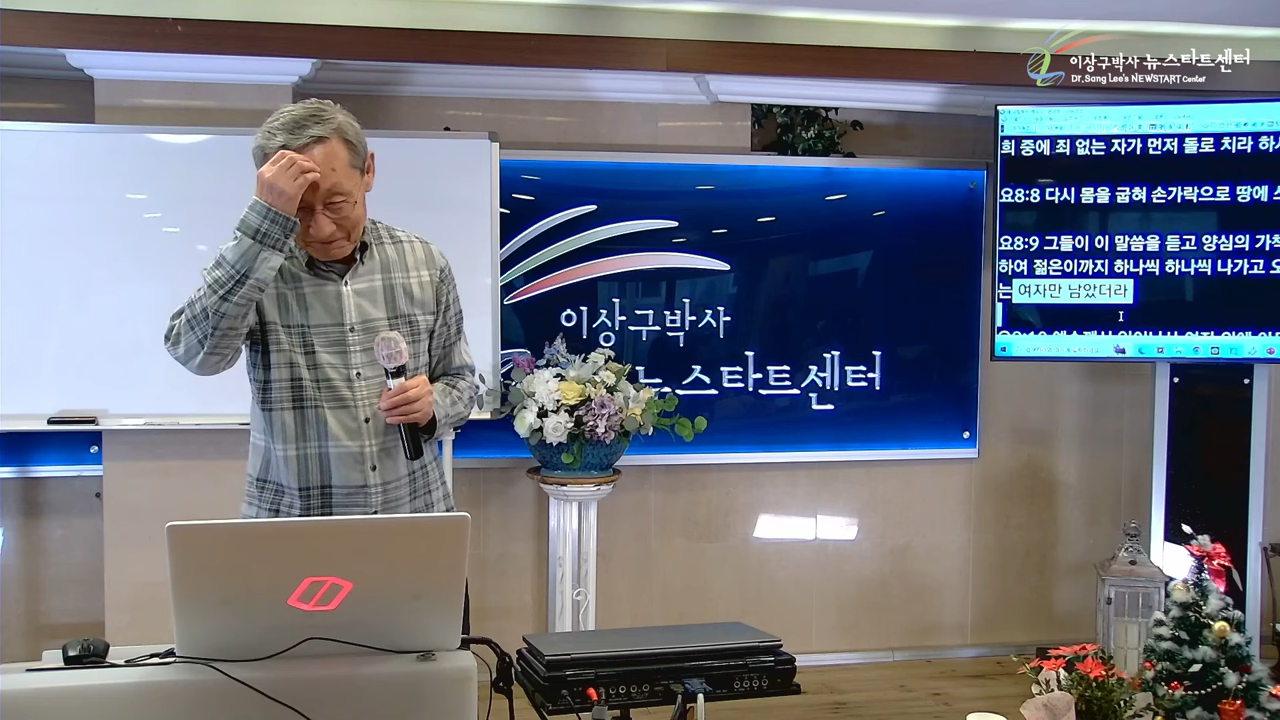 이상구박사 뉴스타트센터
Dr. Sang Lee's NEWSTART Center
희 중에 죄 없는 자가 먼저 돌로 치라
요8:8 다시 몸을 굽혀 손가락으로 땅에
요8:9 그들이 이 말씀을 듣고 양심의
하여 젊은이까지 하나씩 하나씩 나가고
는 여자만 남았더라
이상구박사
뉴스타트센터